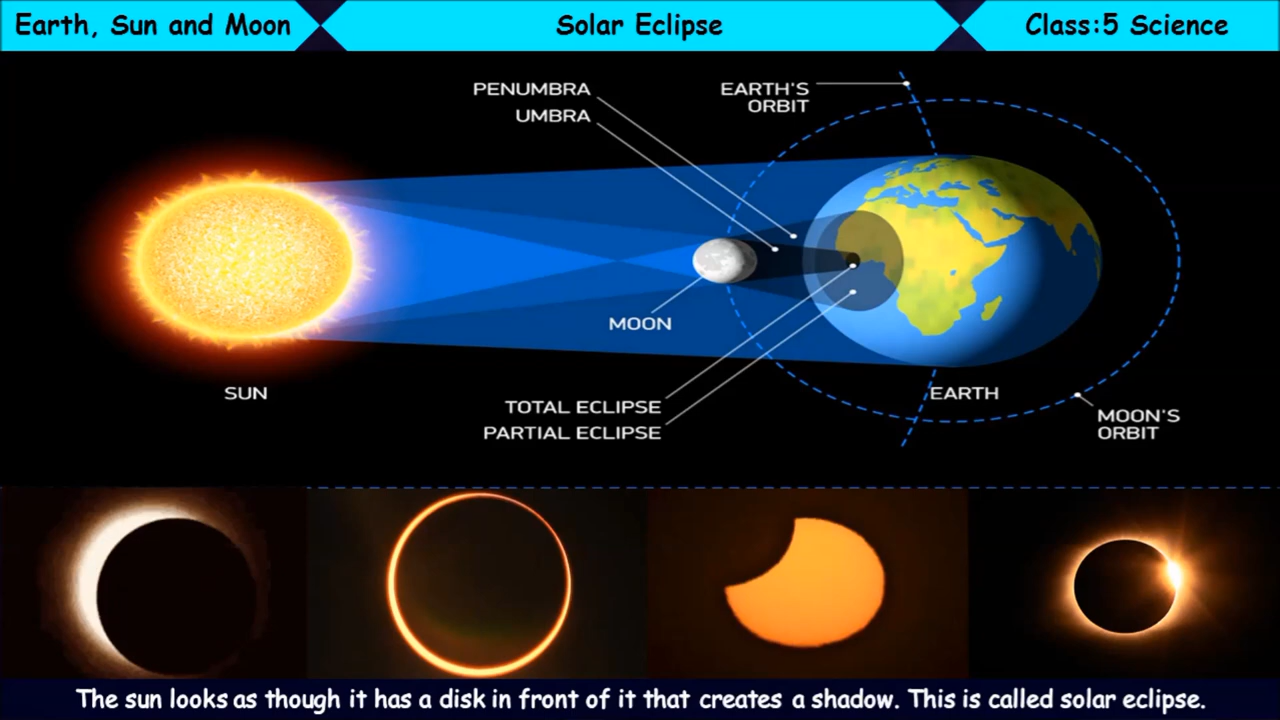 Earth, Sun and Moon
Solar Eclipse
Class:5 Science
PENUMBRA
UMBRA
EARTH'S
ORBIT
MOON
SUN
TOTAL ECLIPSE
PARTIAL ECLIPSE
EARTH
MOON'S
ORBIT
The sun looks as though it has a disk in front of it that creates a shadow. This is called solar eclipse.